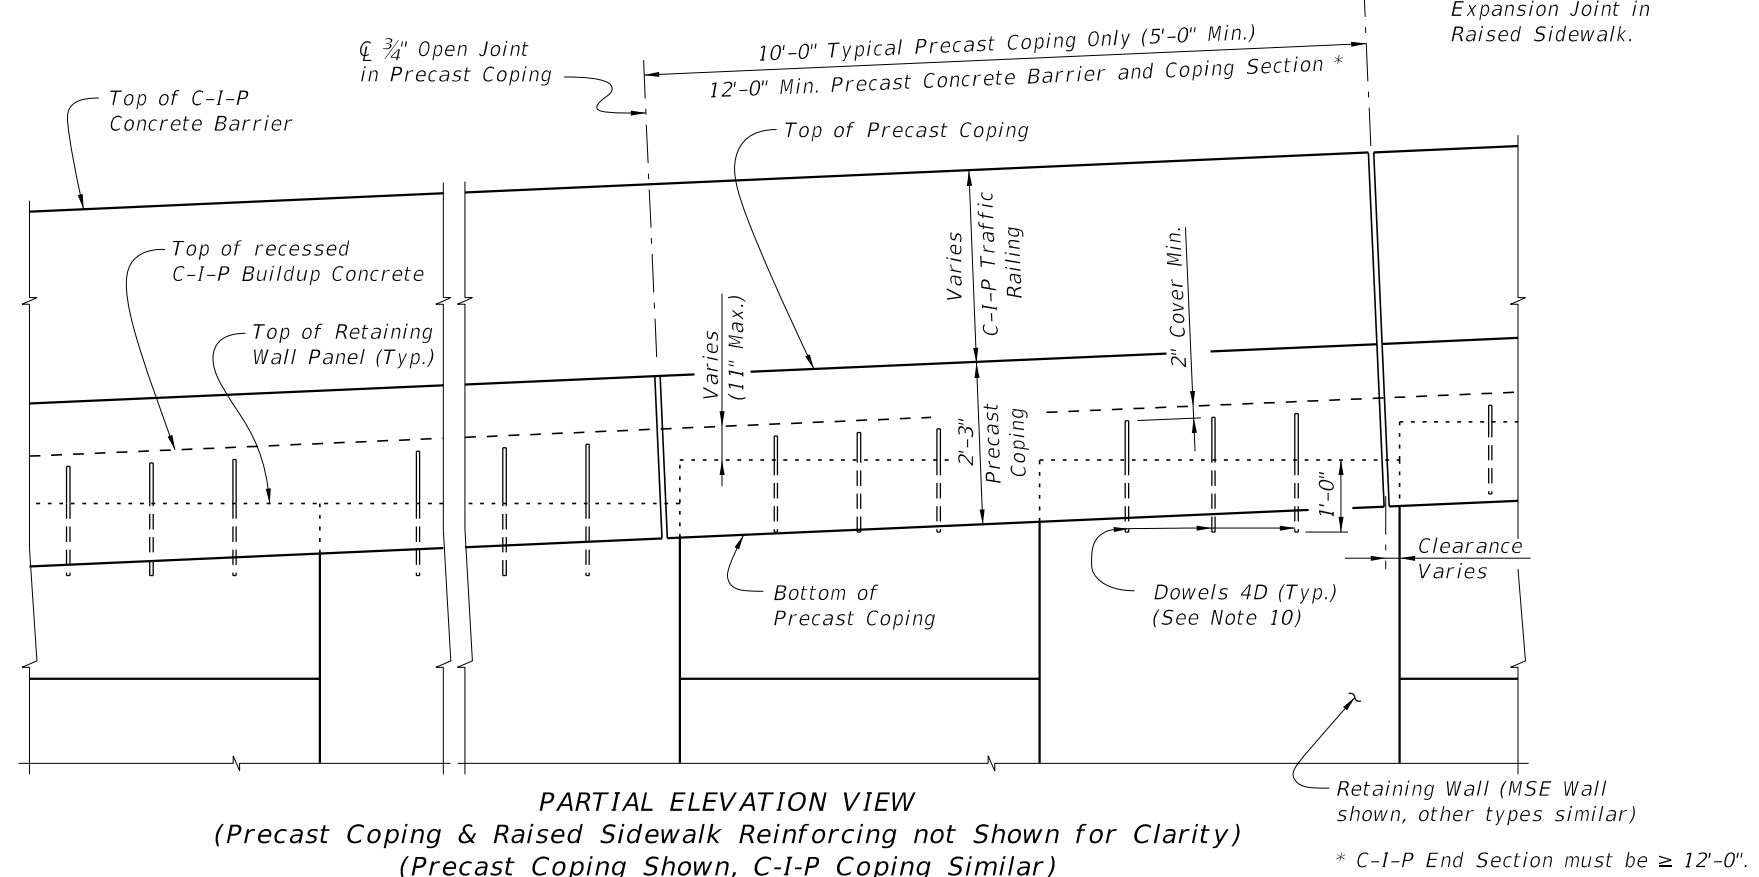 Expansion Joint in
Raised Sidewalk.
℄ ¾" Open Joint
in Precast Coping
10'-0" Typical Precast Coping Only (5'-0" Min.)
12'-0" Min. Precast Concrete Barrier and Coping Section *
Top of C-I-P
Concrete Barrier
Top of Precast Coping
Top of recessed
C-I-P Buildup Concrete
Top of Retaining
Wall Panel (Typ.)
Varies
(11" Max.)
Varies
C-I-P Traffic
Railing
2" Cover Min.
2'-3"
Precast
Coping
1'-0"
Clearance
Varies
Bottom of
Precast Coping
Dowels 4D (Typ.)
(See Note 10)
Retaining Wall (MSE Wall
shown, other types similar)
PARTIAL ELEVATION VIEW
(Precast Coping & Raised Sidewalk Reinforcing not Shown for Clarity)
(Precast Coping Shown, C-I-P Coping Similar)
* C-I-P End Section must be ≥ 12'-0".